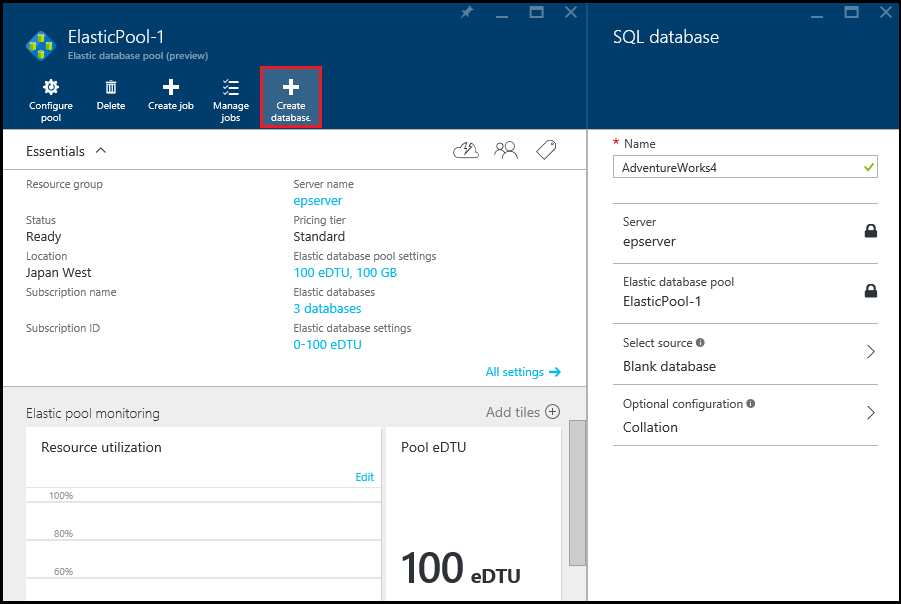 ElasticPool-1
Elastic database pool (preview)
Configure pool
Delete
Create job
Manage jobs
Create database
Essentials
Resource group
Server name
epserver
Status
Ready
Pricing tier
Standard
Location
Japan West
Elastic database pool settings
100 eDTU, 100 GB
Subscription name
Elastic databases
3 databases
Subscription ID
Elastic database settings
0-100 eDTU
All settings
Elastic pool monitoring
Add tiles
Resource utilization
Edit
100%
80%
60%
Pool eDTU
100 eDTU
SQL database
* Name
AdventureWorks4
Server
epserver
Elastic database pool
ElasticPool-1
Select source
Blank database
Optional configuration
Collation